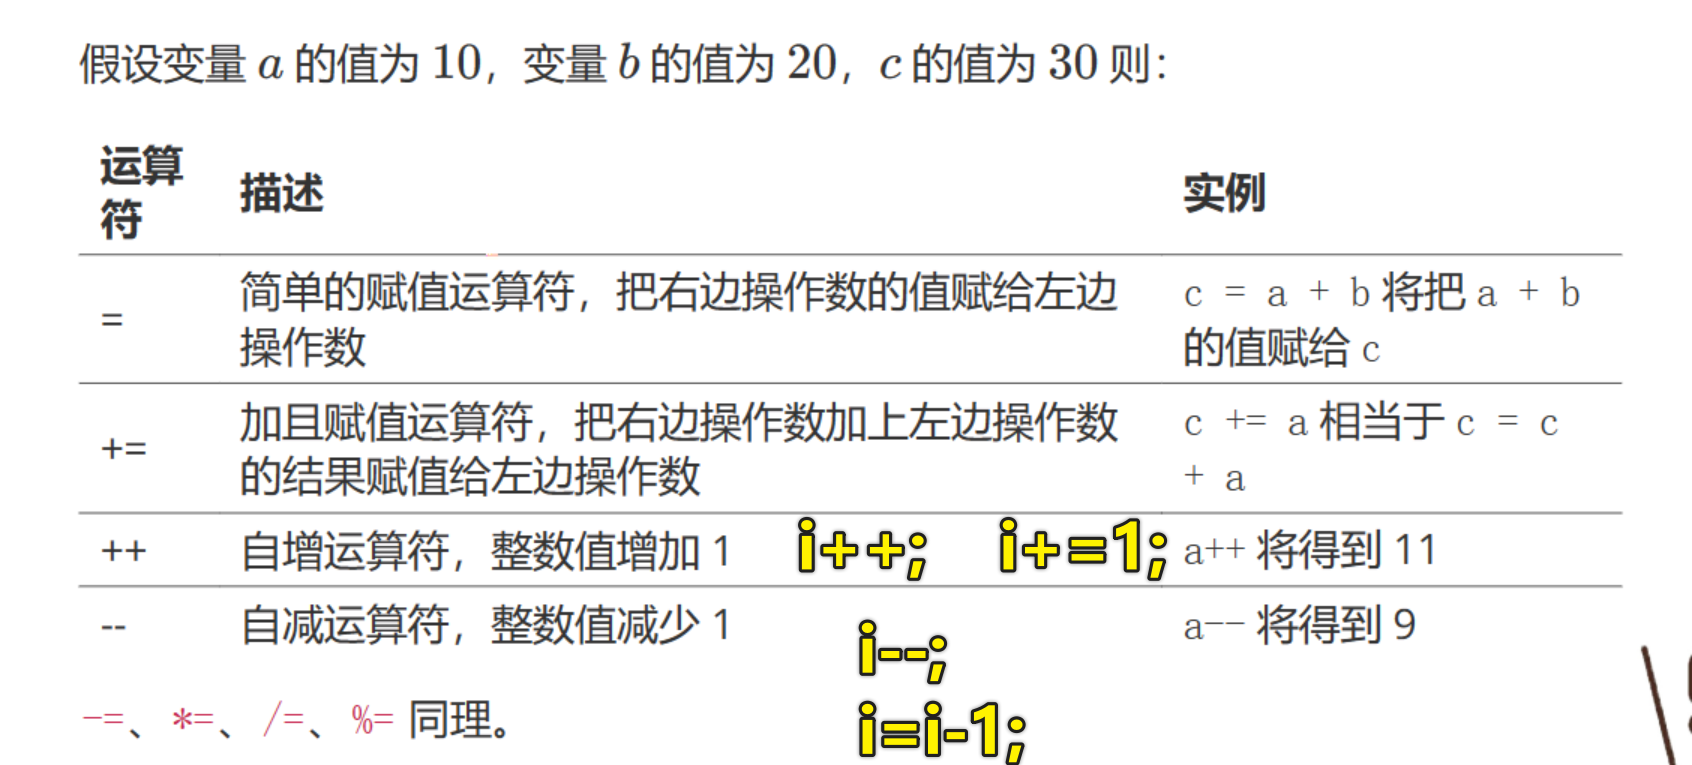 假设变量 a 的值为 10，变量 b 的值为 20，c 的值为 30 则：
运算
符
描述
实例
=
简单的赋值运算符，把右边操作数的值赋给左边
操作数
c = a + b 将把 a + b
的值赋给 c
+=
加且赋值运算符，把右边操作数加上左边操作数
的结果赋值给左边操作数
c += a 相当于 c = c
+ a
++
自增运算符，整数值增加 1
i++;
i+=1;
a++ 将得到 11
--
自减运算符，整数值减少 1
i--;
a-- 将得到 9
-=、*=、/=、%= 同理。
i=i-1;